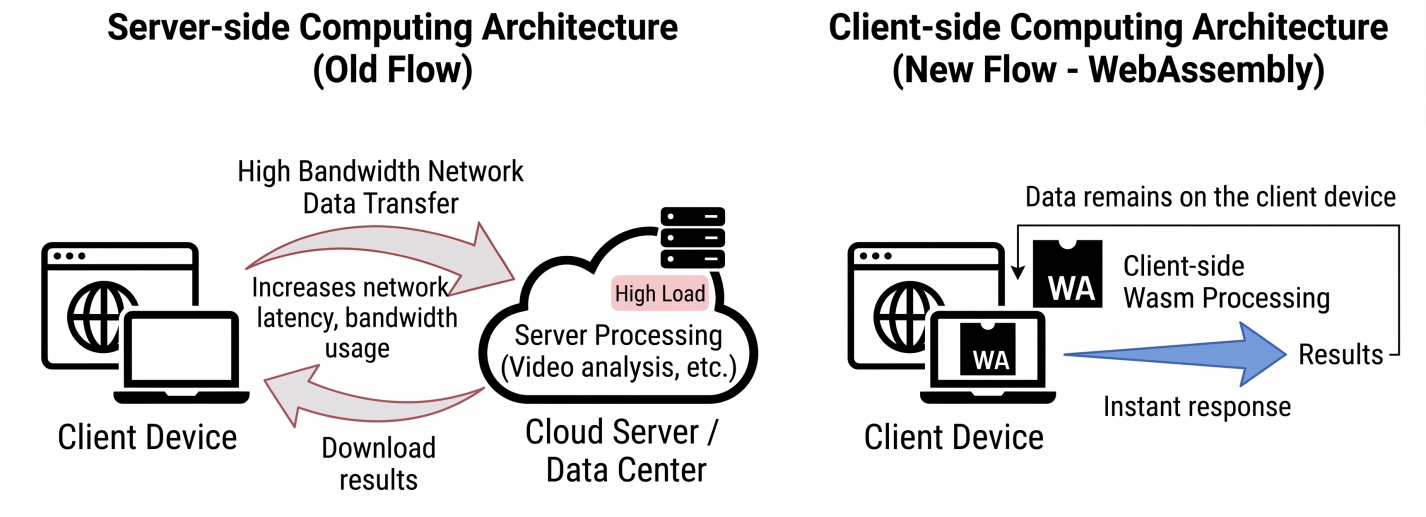 Server-side Computing Architecture
(Old Flow)
High Bandwidth Network
Data Transfer
Increases network
latency, bandwidth
usage
High Load
Server Processing
(Video analysis, etc.)
Client Device
Download
results
Cloud Server /
Data Center
Client-side Computing Architecture
(New Flow - WebAssembly)
Data remains on the client device
WA
Client-side
Wasm Processing
WA
Results
Instant response
Client Device